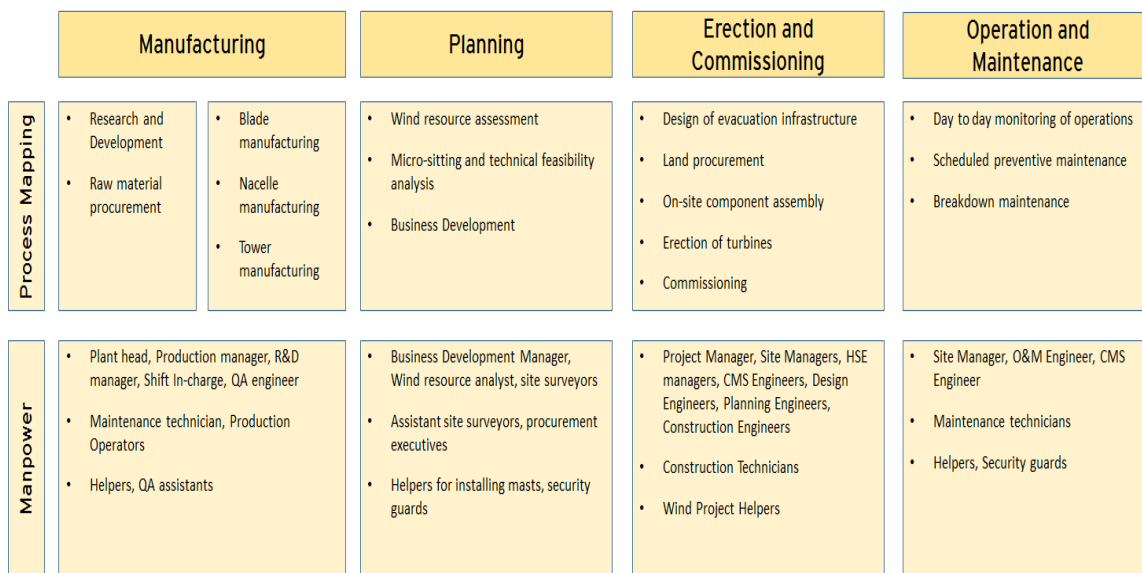 Manufacturing
Planning
Erection and
Commissioning
Operation and
Maintenance
Process Mapping
• Research and
Development
• Raw material
procurement
• Blade
manufacturing
• Nacelle
manufacturing
• Tower
manufacturing
• Wind resource assessment
• Micro-sitting and technical feasibility
analysis
• Business Development
• Design of evacuation infrastructure
• Land procurement
• On-site component assembly
• Erection of turbines
• Commissioning
• Day to day monitoring of operations
• Scheduled preventive maintenance
• Breakdown maintenance
Manpower
• Plant head, Production manager, R&D
manager, Shift In-charge, QA engineer
• Maintenance technician, Production
Operators
• Helpers, QA assistants
• Business Development Manager,
Wind resource analyst, site surveyors
• Assistant site surveyors, procurement
executives
• Helpers for installing masts, security
guards
• Project Manager, Site Managers, HSE
managers, CMS Engineers, Design
Engineers, Planning Engineers,
Construction Engineers
• Construction Technicians
• Wind Project Helpers
• Site Manager, O&M Engineer, CMS
Engineer
• Maintenance technicians
• Helpers, Security guards